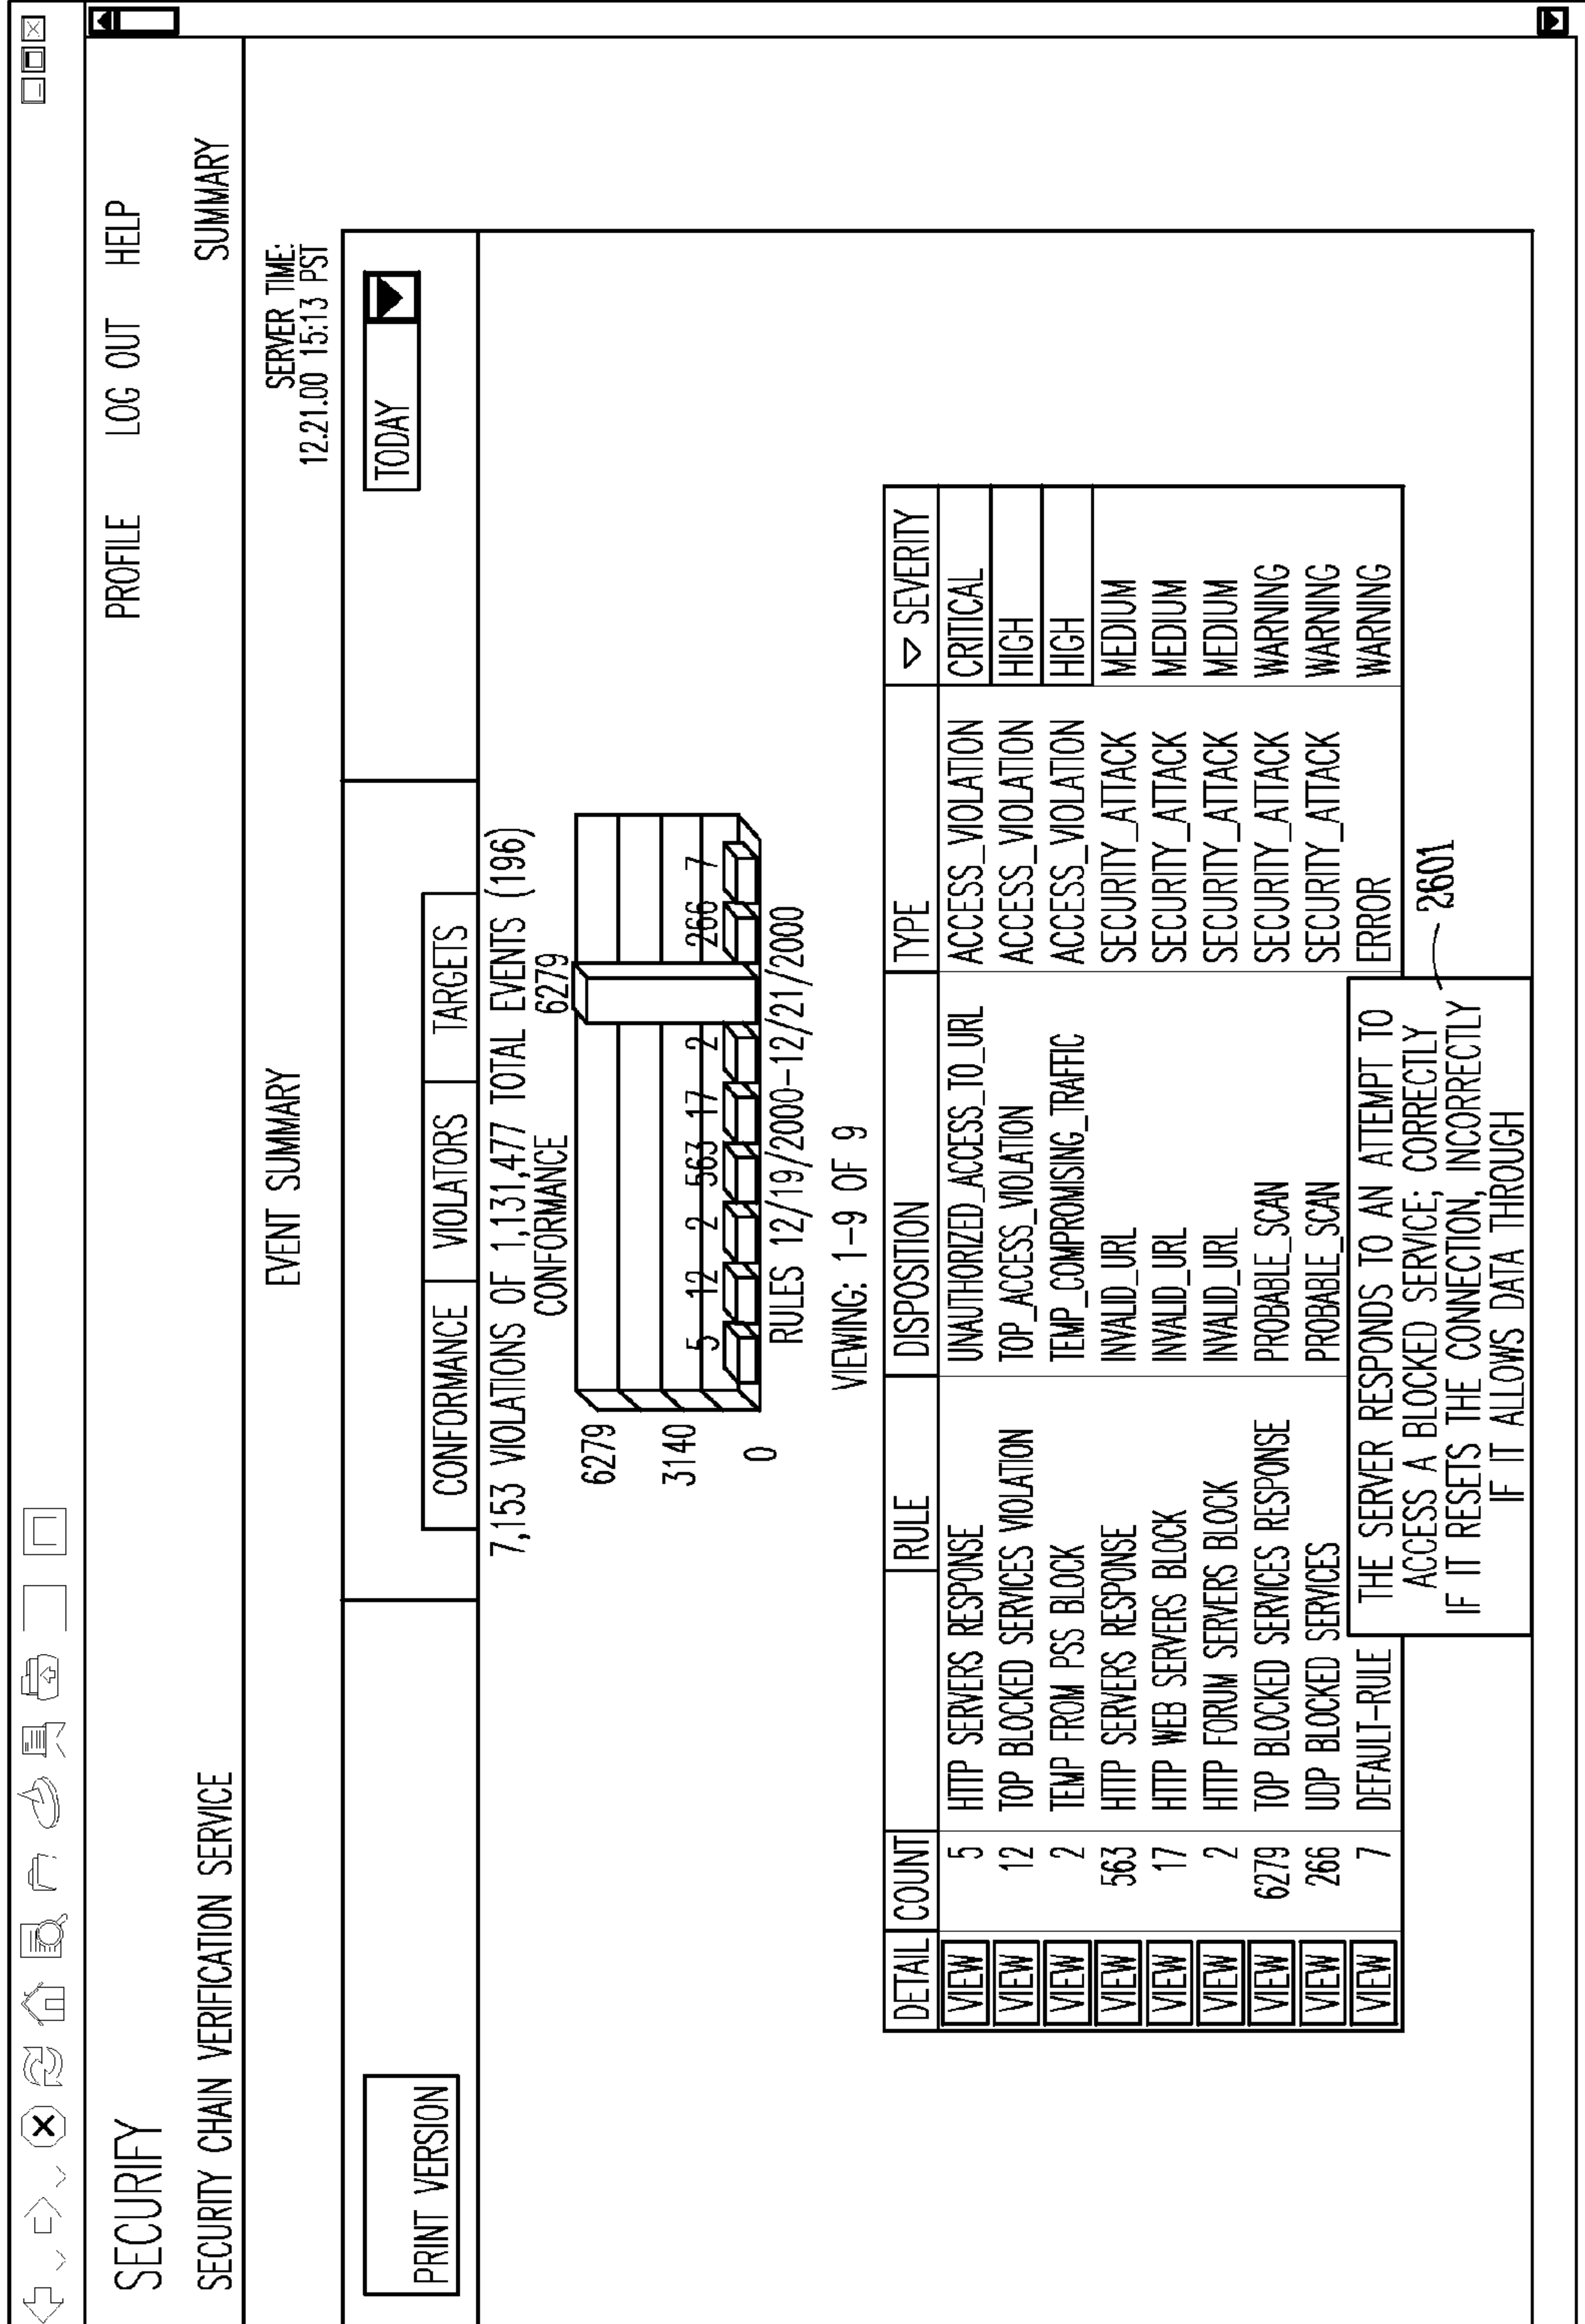 SECURIFY
PROFILE LOG OUT HELP
SECURITY CHAIN VERIFICATION SERVICE
SUMMARY
EVENT SUMMARY
SERVER TIME:
12.21.00 15:13 PST
PRINT VERSION
TODAY
CONFORMANCE VIOLATORS TARGETS
7,153 VIOLATIONS OF 1,131,477 TOTAL EVENTS (196)
CONFORMANCE
6279
6279
3140
0
5 12 2 563 17 2 266 7
RULES 12/19/2000-12/21/2000
VIEWING: 1-9 OF 9
DETAIL COUNT RULE DISPOSITION TYPE SEVERITY
VIEW 5 HTTP SERVERS RESPONSE UNAUTHORIZED_ACCESS_TO_URL ACCESS_VIOLATION CRITICAL
VIEW 12 TOP BLOCKED SERVICES VIOLATION TOP_ACCESS_VIOLATION ACCESS_VIOLATION HIGH
VIEW 2 TEMP FROM PSS BLOCK TEMP_COMPROMISING_TRAFFIC ACCESS_VIOLATION HIGH
VIEW 563 HTTP SERVERS RESPONSE INVALID_URL SECURITY_ATTACK MEDIUM
VIEW 17 HTTP WEB SERVERS BLOCK INVALID_URL SECURITY_ATTACK MEDIUM
VIEW 2 HTTP FORUM SERVERS BLOCK INVALID_URL SECURITY_ATTACK MEDIUM
VIEW 6279 TOP BLOCKED SERVICES RESPONSE PROBABLE_SCAN SECURITY_ATTACK WARNING
VIEW 266 UDP BLOCKED SERVICES PROBABLE_SCAN SECURITY_ATTACK WARNING
VIEW 7 DEFAULT-RULE ERROR WARNING
THE SERVER RESPONDS TO AN ATTEMPT TO
ACCESS A BLOCKED SERVICE; CORRECTLY
IF IT RESETS THE CONNECTION, INCORRECTLY
IF IT ALLOWS DATA THROUGH
2601